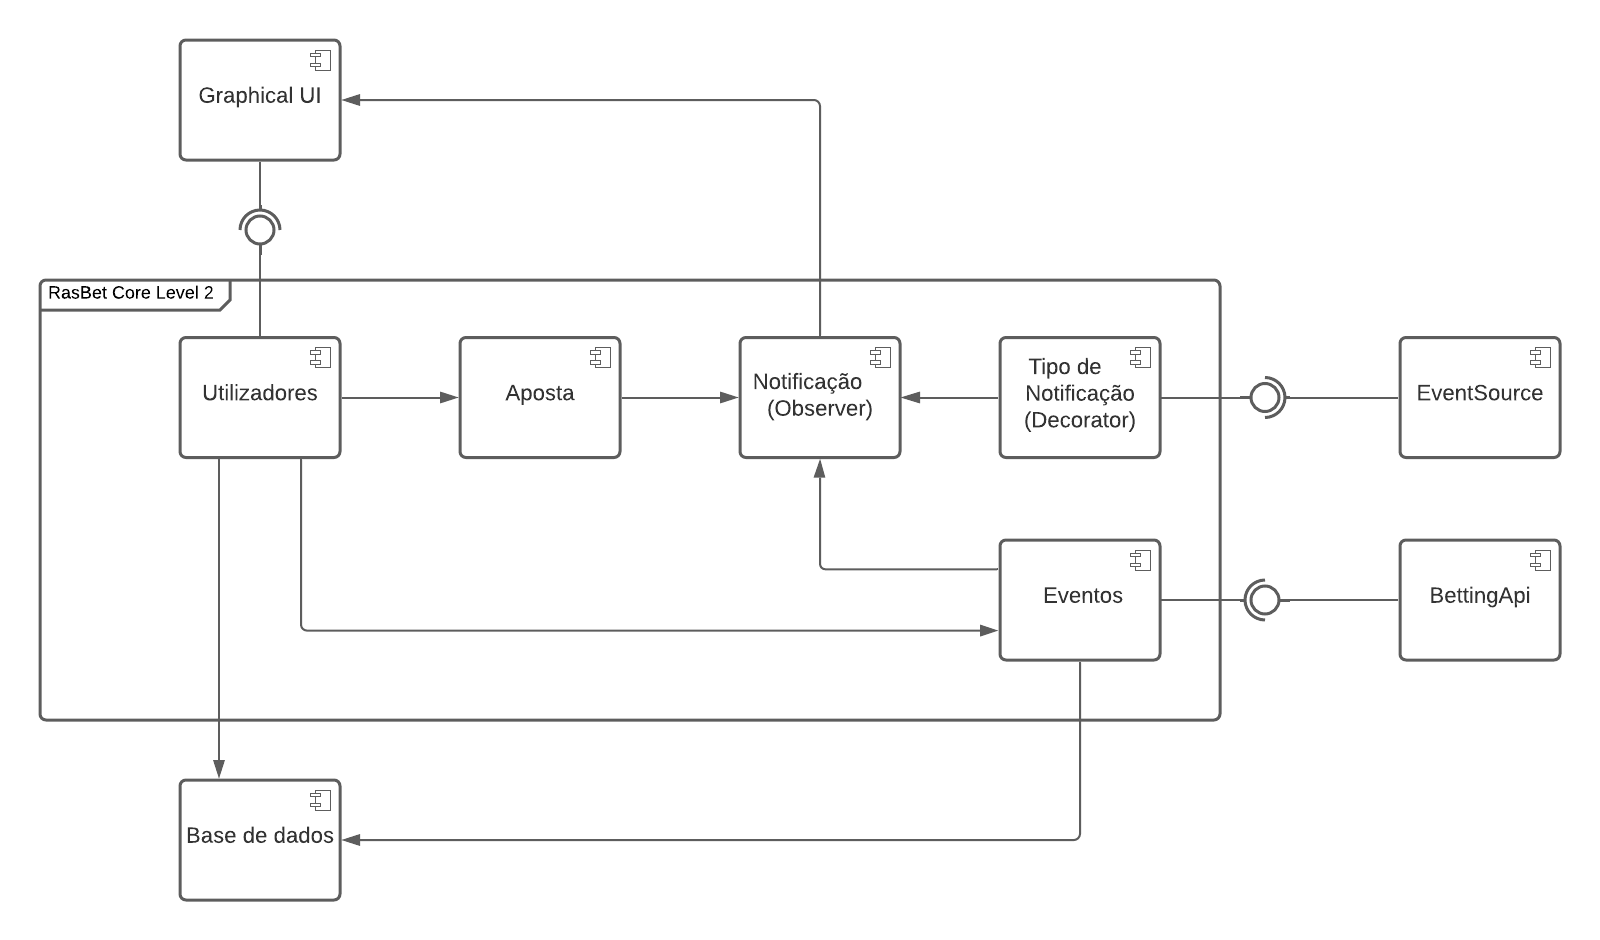 Graphical UI
RasBet Core Level 2
Utilizadores
Aposta
Notificação
(Observer)
Tipo de
Notificação
(Decorator)
EventSource
Eventos
BettingApi
Base de dados